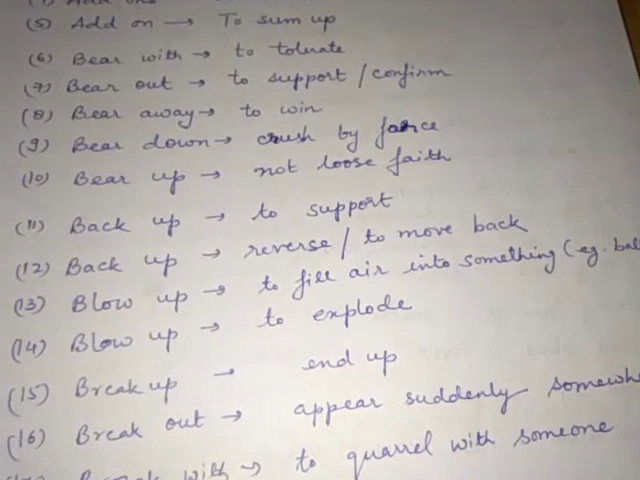 (5) Add on → To sum up
(6) Bear with → to tolerate
(7) Bear out → to support / confirm
(8) Bear away → to win
(9) Bear down → crush by force
(10) Bear up → not loose faith
(11) Back up → to support
(12) Back up → reverse / to move back
(13) Blow up → to fill air into something (eg. bal
(14) Blow up → to explode
(15) Break up → end up
(16) Break out → appear suddenly somewh
with → to quarrel with someone